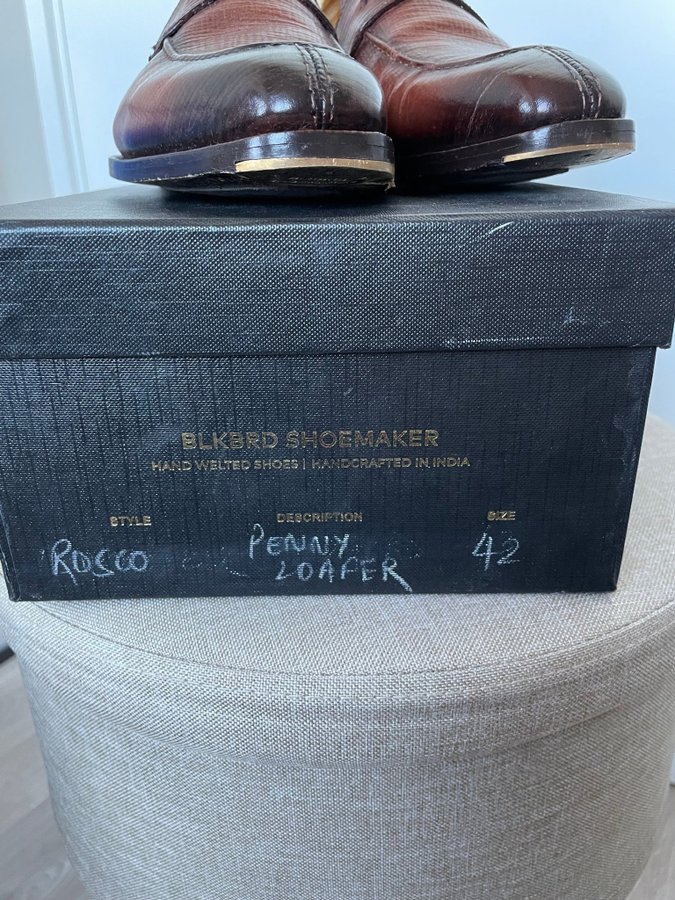 BLKBRD SHOEMAKER
HAND WELTED SHOES | HANDCRAFTED IN INDIA
STYLE DESCRIPTION SIZE
ROSCO PENNY LOAFER 42